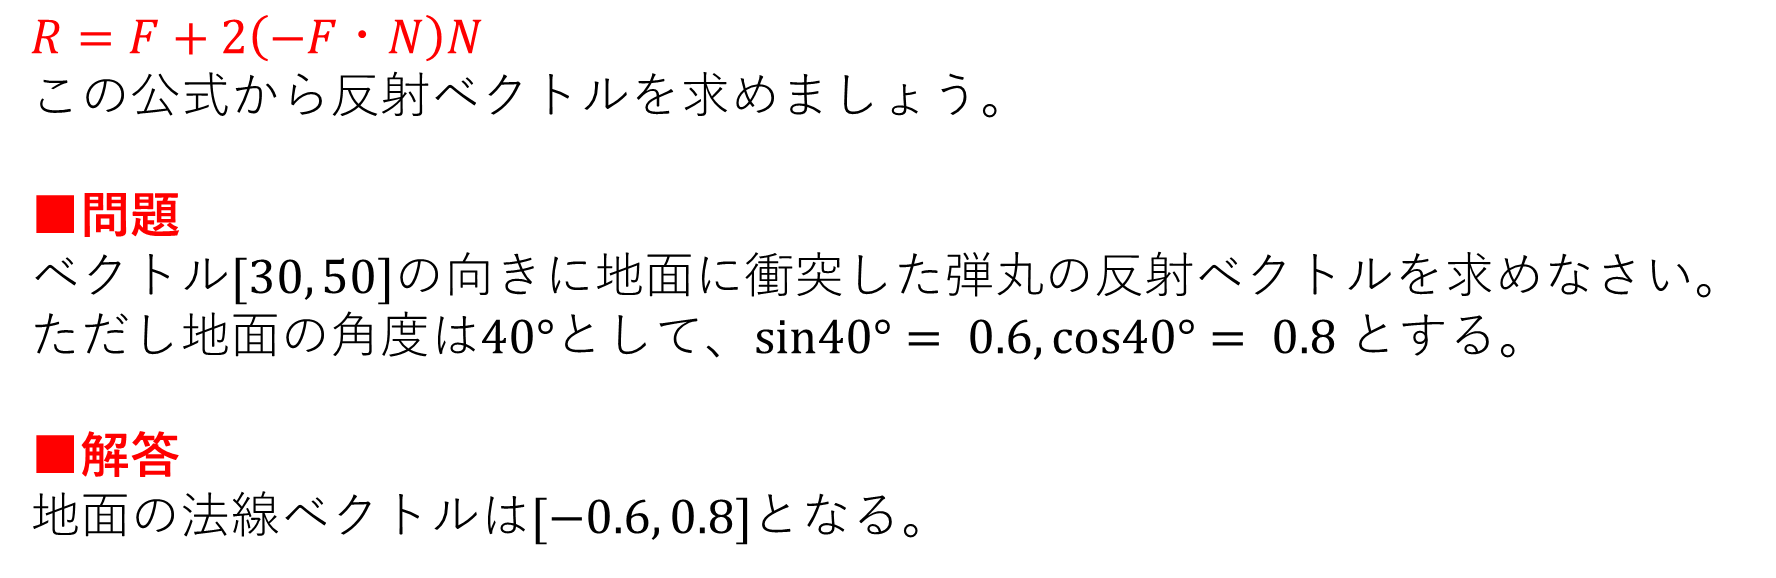 R = F + 2(−F・N)N
この公式から反射ベクトルを求めましょう。
■問題
ベクトル[30, 50]の向きに地面に衝突した弾丸の反射ベクトルを求めなさい。
ただし地面の角度は40°として、sin40° = 0.6, cos40° = 0.8 とする。
■解答
地面の法線ベクトルは[−0.6, 0.8]となる。